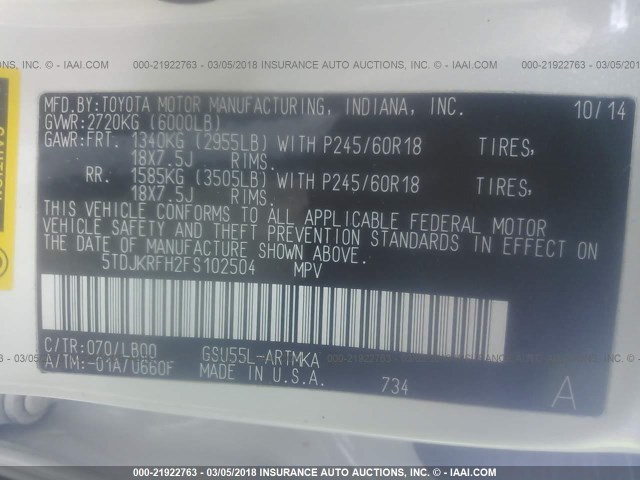 000-21922763 - 03/05/2018 INSURANCE AUTO AUCTIONS, INC. © - IAAI.COM
MFD.BY:TOYOTA MOTOR MANUFACTURING, INDIANA, INC. 10/14
GVWR:2720KG (6000LB)
GAWR:FRT. 1340KG (2955LB) WITH P245/60R18 TIRES,
18X7.5J RIMS.
RR. 1585KG (3505LB) WITH P245/60R18 TIRES,
18X7.5J RIMS.
THIS VEHICLE CONFORMS TO ALL APPLICABLE FEDERAL MOTOR
VEHICLE SAFETY AND THEFT PREVENTION STANDARDS IN EFFECT ON
THE DATE OF MANUFACTURE SHOWN ABOVE.
5TDJKRFH2FS102504 MPV
C/TR:070/LB00 GSU55L-ARTMKA
A/TM:-01A/U660F MADE IN U.S.A. 734 A
000-21922763 - 03/05/2018 INSURANCE AUTO AUCTIONS, INC. © - IAAI.COM